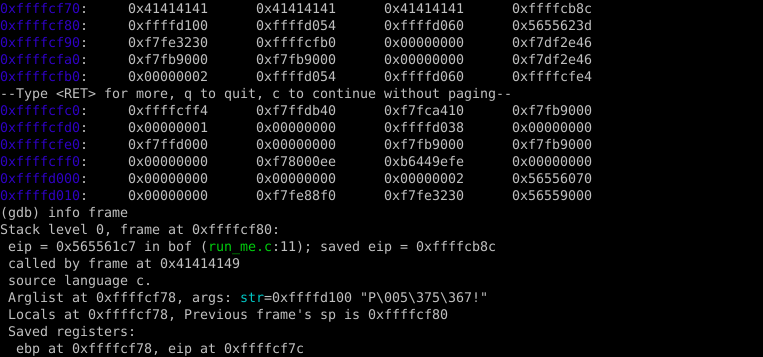 0xffffcf70: 0x41414141 0x41414141 0x41414141 0xffffcb8c
0xffffcf80: 0xffffd100 0xffffd054 0xffffd060 0x5655623d
0xffffcf90: 0xf7fe3230 0xffffcfb0 0x00000000 0xf7df2e46
0xffffcfa0: 0xf7fb9000 0xf7fb9000 0x00000000 0xf7df2e46
0xffffcfb0: 0x00000002 0xffffd054 0xffffd060 0xffffcfe4
--Type <RET> for more, q to quit, c to continue without paging--
0xffffcfc0: 0xffffcff4 0xf7ffdb40 0xf7fca410 0xf7fb9000
0xffffcfd0: 0x00000001 0x00000000 0xffffd038 0x00000000
0xffffcfe0: 0xf7ffd000 0x00000000 0xf7fb9000 0xf7fb9000
0xffffcff0: 0x00000000 0xf78000ee 0xb6449efe 0x00000000
0xffffd000: 0x00000000 0x00000000 0x00000002 0x56556070
0xffffd010: 0x00000000 0xf7fe88f0 0xf7fe3230 0x56559000
(gdb) info frame
Stack level 0, frame at 0xffffcf80:
 eip = 0x565561c7 in bof (run_me.c:11); saved eip = 0xffffcb8c
 called by frame at 0x41414149
 source language c.
 Arglist at 0xffffcf78, args: str=0xffffd100 "P\005\375\367!"
 Locals at 0xffffcf78, Previous frame's sp is 0xffffcf80
 Saved registers:
  ebp at 0xffffcf78, eip at 0xffffcf7c